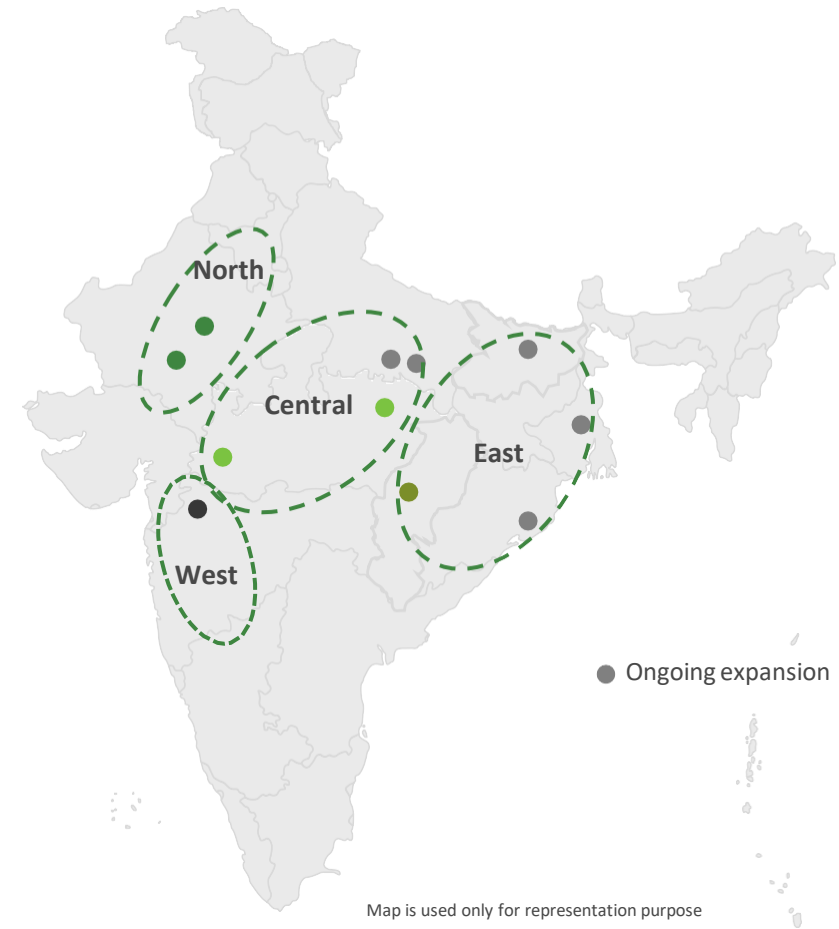 North
Central
East
West
Ongoing expansion
Map is used only for representation purpose